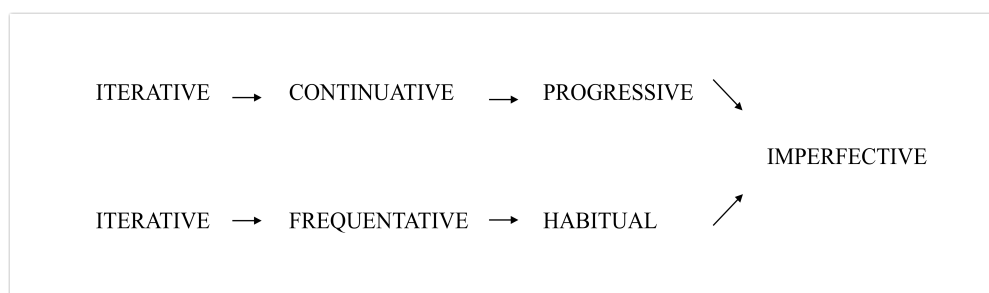 ITERATIVE → CONTINUATIVE → PROGRESSIVE
IMPERFECTIVE
ITERATIVE → FREQUENTATIVE → HABITUAL